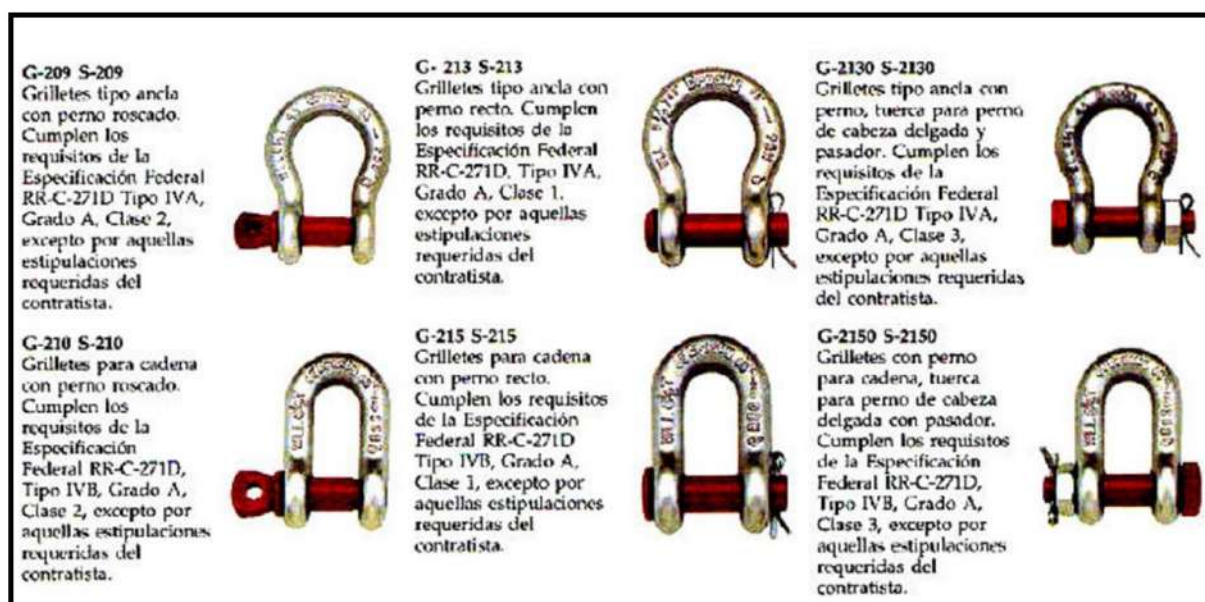 G-209 S-209
Grilletes tipo ancla
con perno roscado.
Cumplen los
requisitos de la
Especificación Federal
RR-C-271D Tipo IVA,
Grado A, Clase 2,
excepto por aquellas
estipulaciones
requeridas del
contratista.
G- 213 S-213
Grilletes tipo ancla con
perno recto. Cumplen
los requisitos de la
Especificación Federal
RR-C-271D, Tipo IVA,
Grado A, Clase 1,
excepto por aquellas
estipulaciones
requeridas del
contratista.
G-2130 S-2130
Grilletes tipo ancla con
perno, tuerca para perno
de cabeza delgada y
pasador. Cumplen los
requisitos de la
Especificación Federal
RR-C-271D Tipo IVA,
Grado A, Clase 3,
excepto por aquellas
estipulaciones requeridas
del contratista.
G-210 S-210
Grilletes para cadena
con perno roscado.
Cumplen los
requisitos de la
Especificación
Federal RR-C-271D,
Tipo IVB, Grado A,
Clase 2, excepto por
aquellas estipulaciones
requeridas del
contratista.
G-215 S-215
Grilletes para cadena
con perno recto.
Cumplen los requisitos
de la Especificación
Federal RR-C-271D
Tipo IVB, Grado A,
Clase 1, excepto por
aquellas estipulaciones
requeridas del
contratista.
G-2150 S-2150
Grilletes con perno
para cadena, tuerca
para perno de cabeza
delgada con pasador.
Cumplen los requisitos
de la Especificación
Federal RR-C-271D,
Tipo IVB, Grado A,
Clase 3, excepto por
aquellas estipulaciones
requeridas del
contratista.